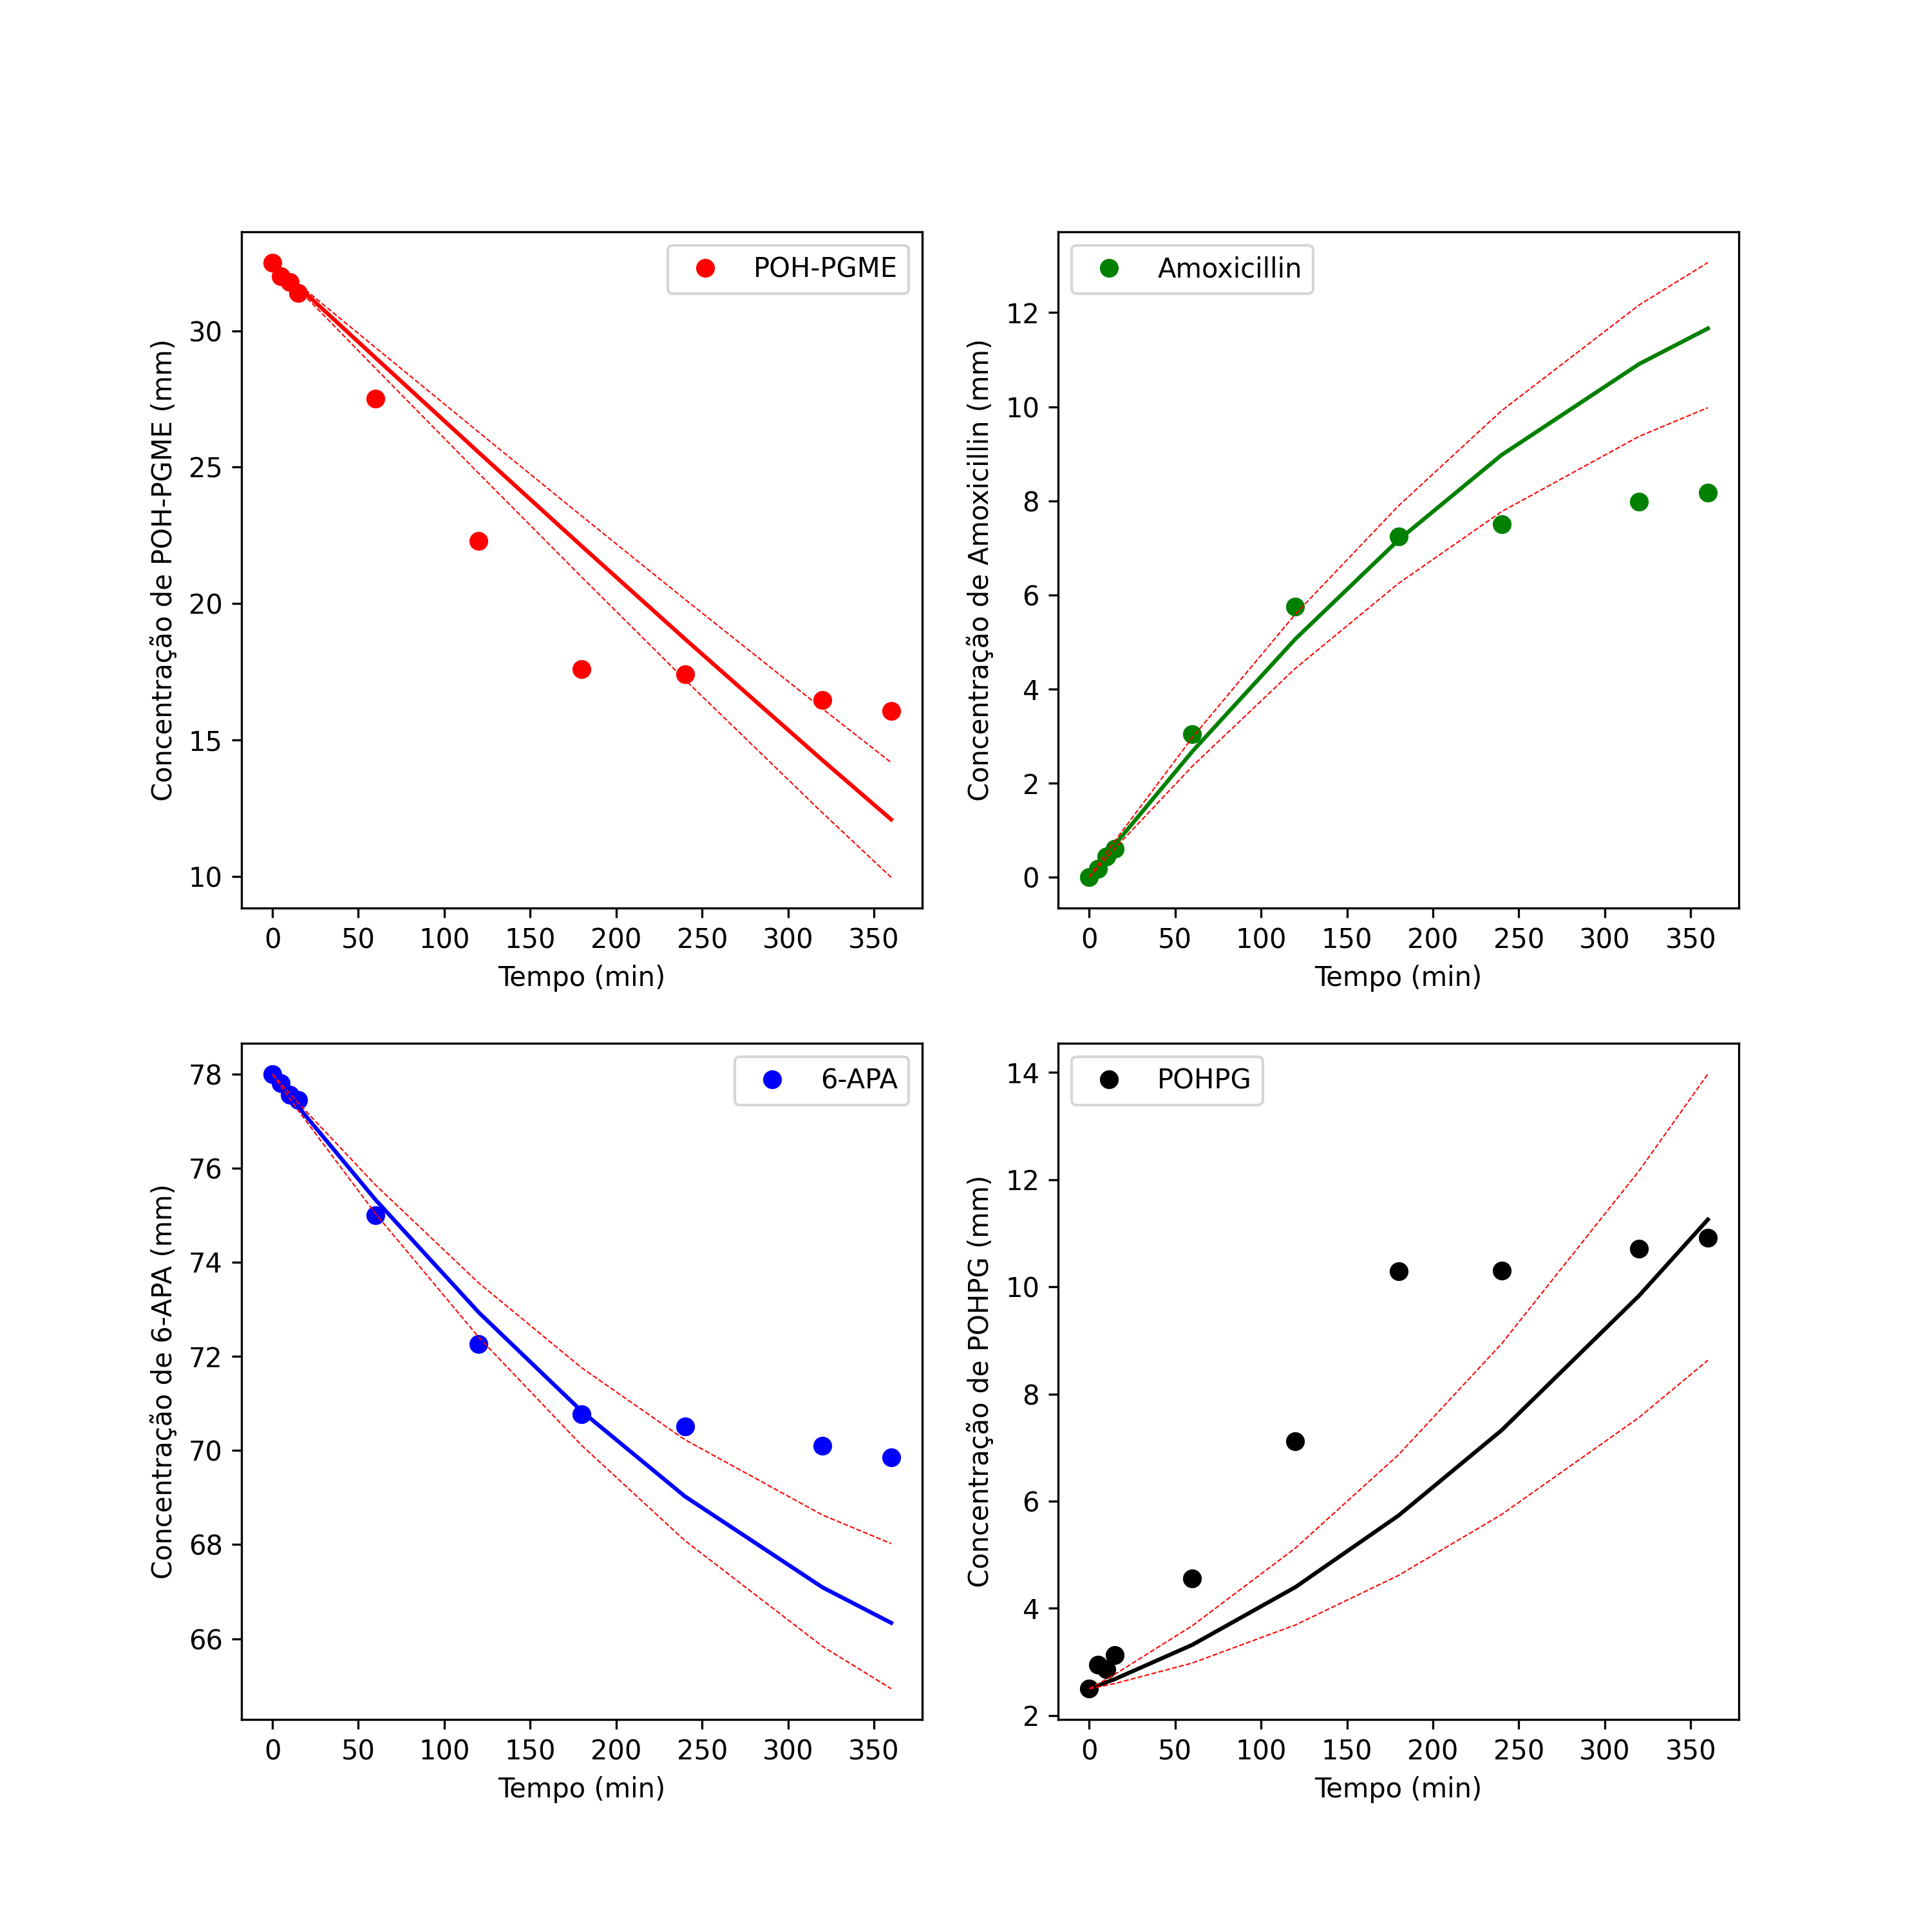 POH-PGME
30
25
20
15
10
Concentração de POH-PGME (mm)
0 50 100 150 200 250 300 350
Tempo (min)
Amoxicillin
12
10
8
6
4
2
0
Concentração de Amoxicillin (mm)
0 50 100 150 200 250 300 350
Tempo (min)
6-APA
78
76
74
72
70
68
66
Concentração de 6-APA (mm)
0 50 100 150 200 250 300 350
Tempo (min)
POHPG
14
12
10
8
6
4
2
Concentração de POHPG (mm)
0 50 100 150 200 250 300 350
Tempo (min)